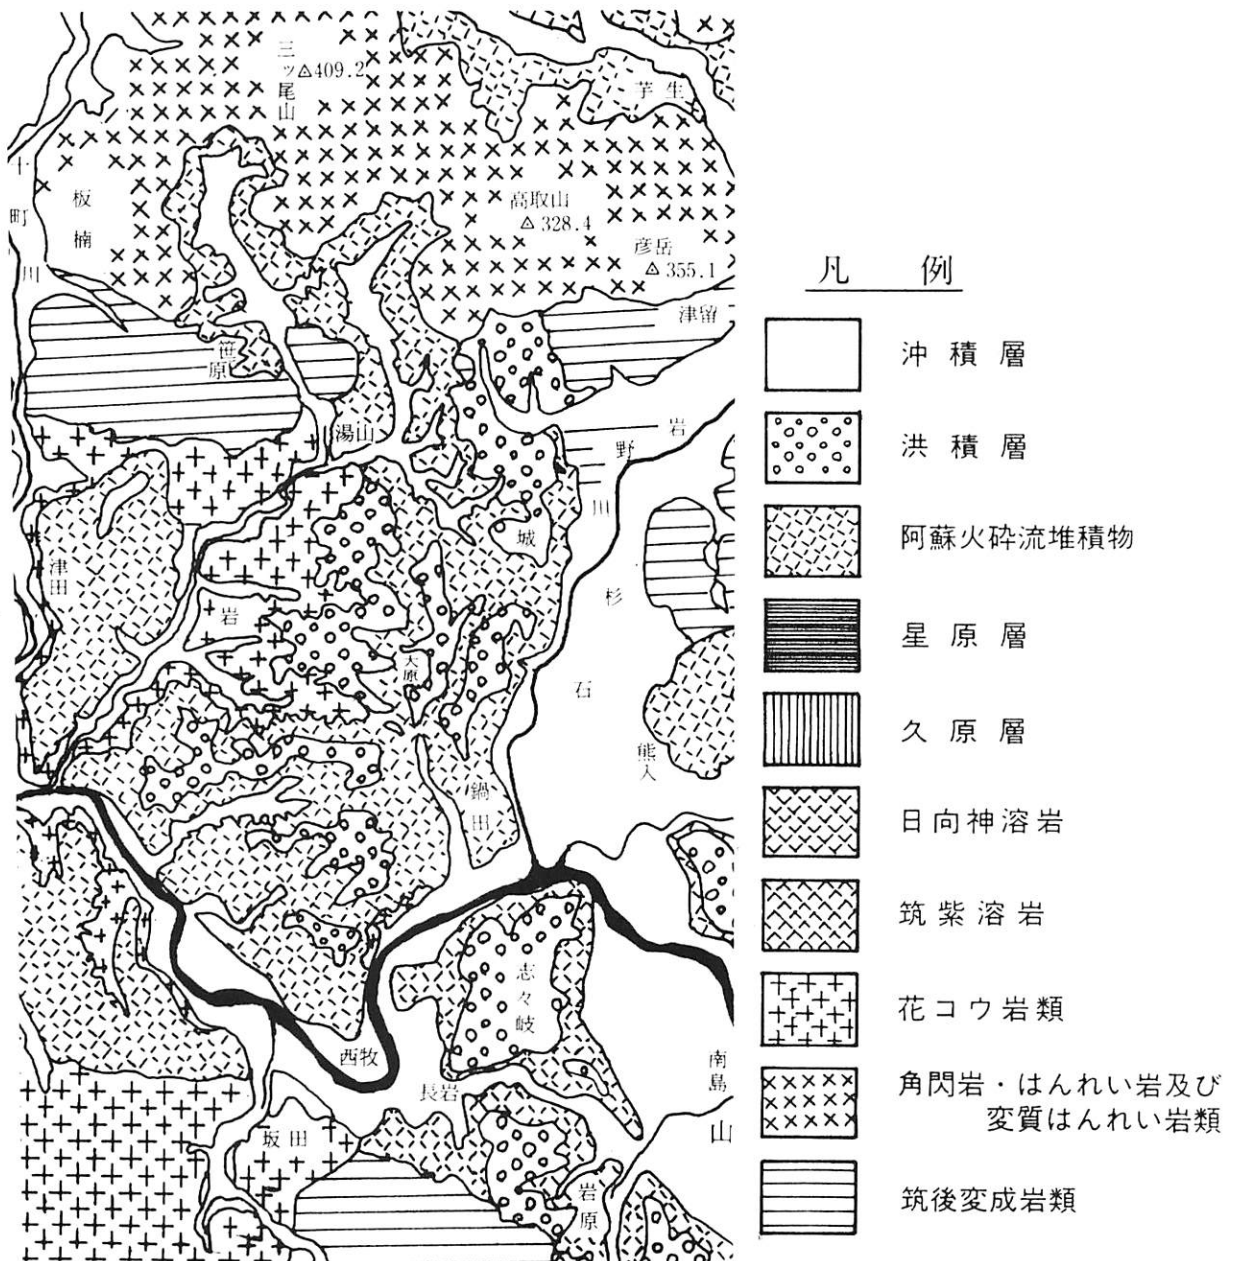 三ッ尾山
409.2
芋生
十町川
板楠
高取山
328.4
彦岳
355.1
津留
笹原
湯山
岩野川
城
津田
岩
杉
大原
石
熊入
鍋田
志々岐
西牧
長岩
南島
山
坂田
岩原
凡例
沖積層
洪積層
阿蘇火砕流堆積物
星原層
久原層
日向神溶岩
筑紫溶岩
花コウ岩類
角閃岩・はんれい岩及び
変質はんれい岩類
筑後変成岩類